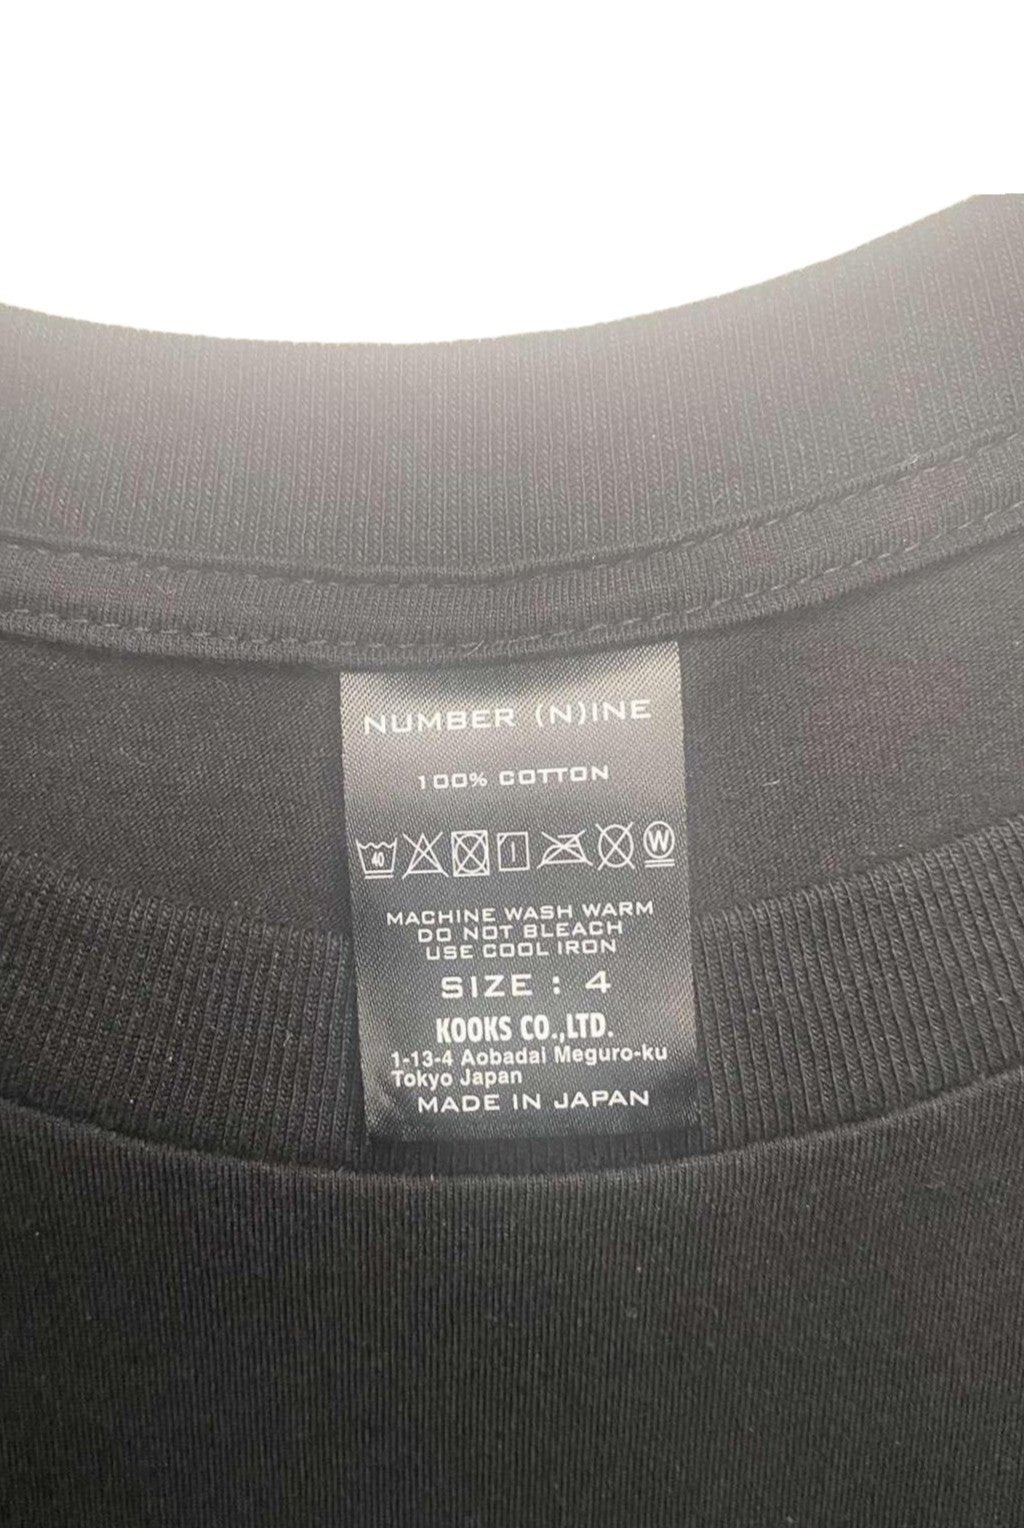 NUMBER (N)INE
100% COTTON
40 W
MACHINE WASH WARM
DO NOT BLEACH
USE COOL IRON
SIZE : 4
KOOKS CO.,LTD.
1-13-4 Aobadai Meguro-ku
Tokyo Japan
MADE IN JAPAN